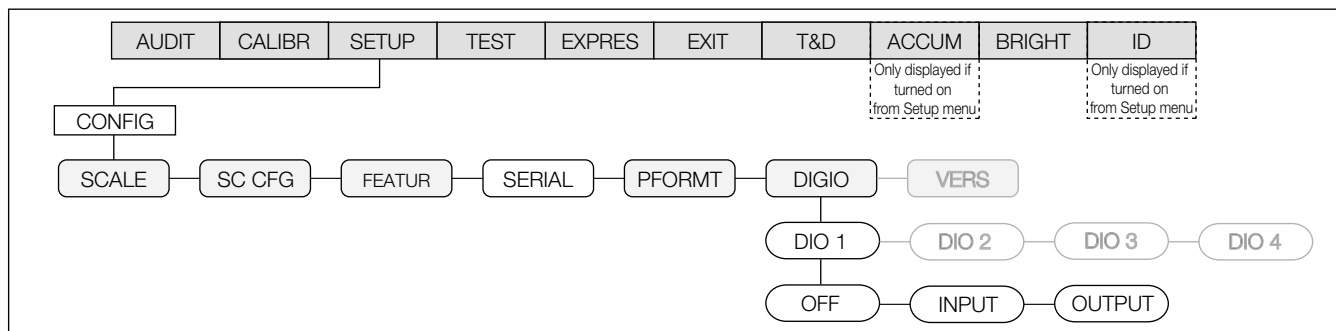 AUDIT CALIBR SETUP TEST EXPRES EXIT T&D ACCUM BRIGHT ID
Only displayed if
turned on
from Setup menu
Only displayed if
turned on
from Setup menu
CONFIG
SCALE SC CFG FEATUR SERIAL PFORMT DIGIO VERS
DIO 1 DIO 2 DIO 3 DIO 4
OFF INPUT OUTPUT